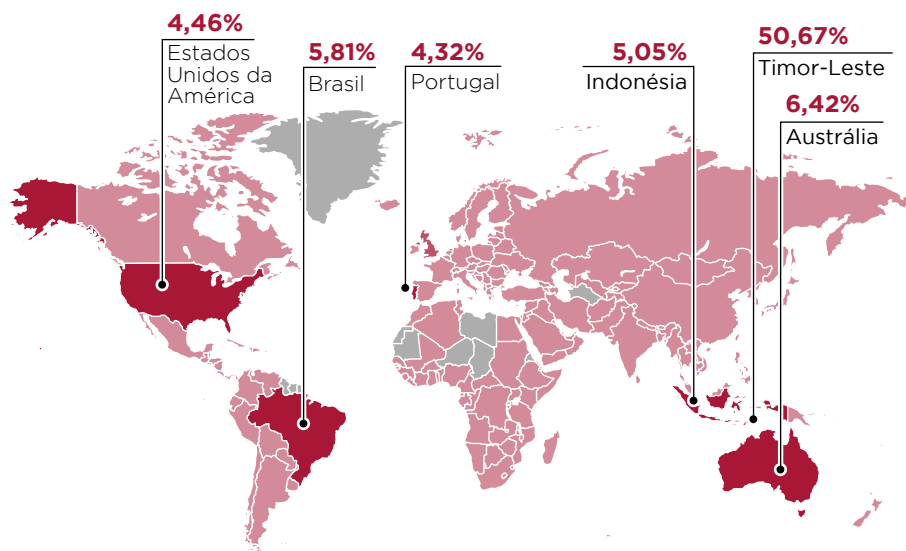 4,46%
Estados
Unidos da
América
5,81%
Brasil
4,32%
Portugal
5,05%
Indonésia
50,67%
Timor-Leste
6,42%
Austrália